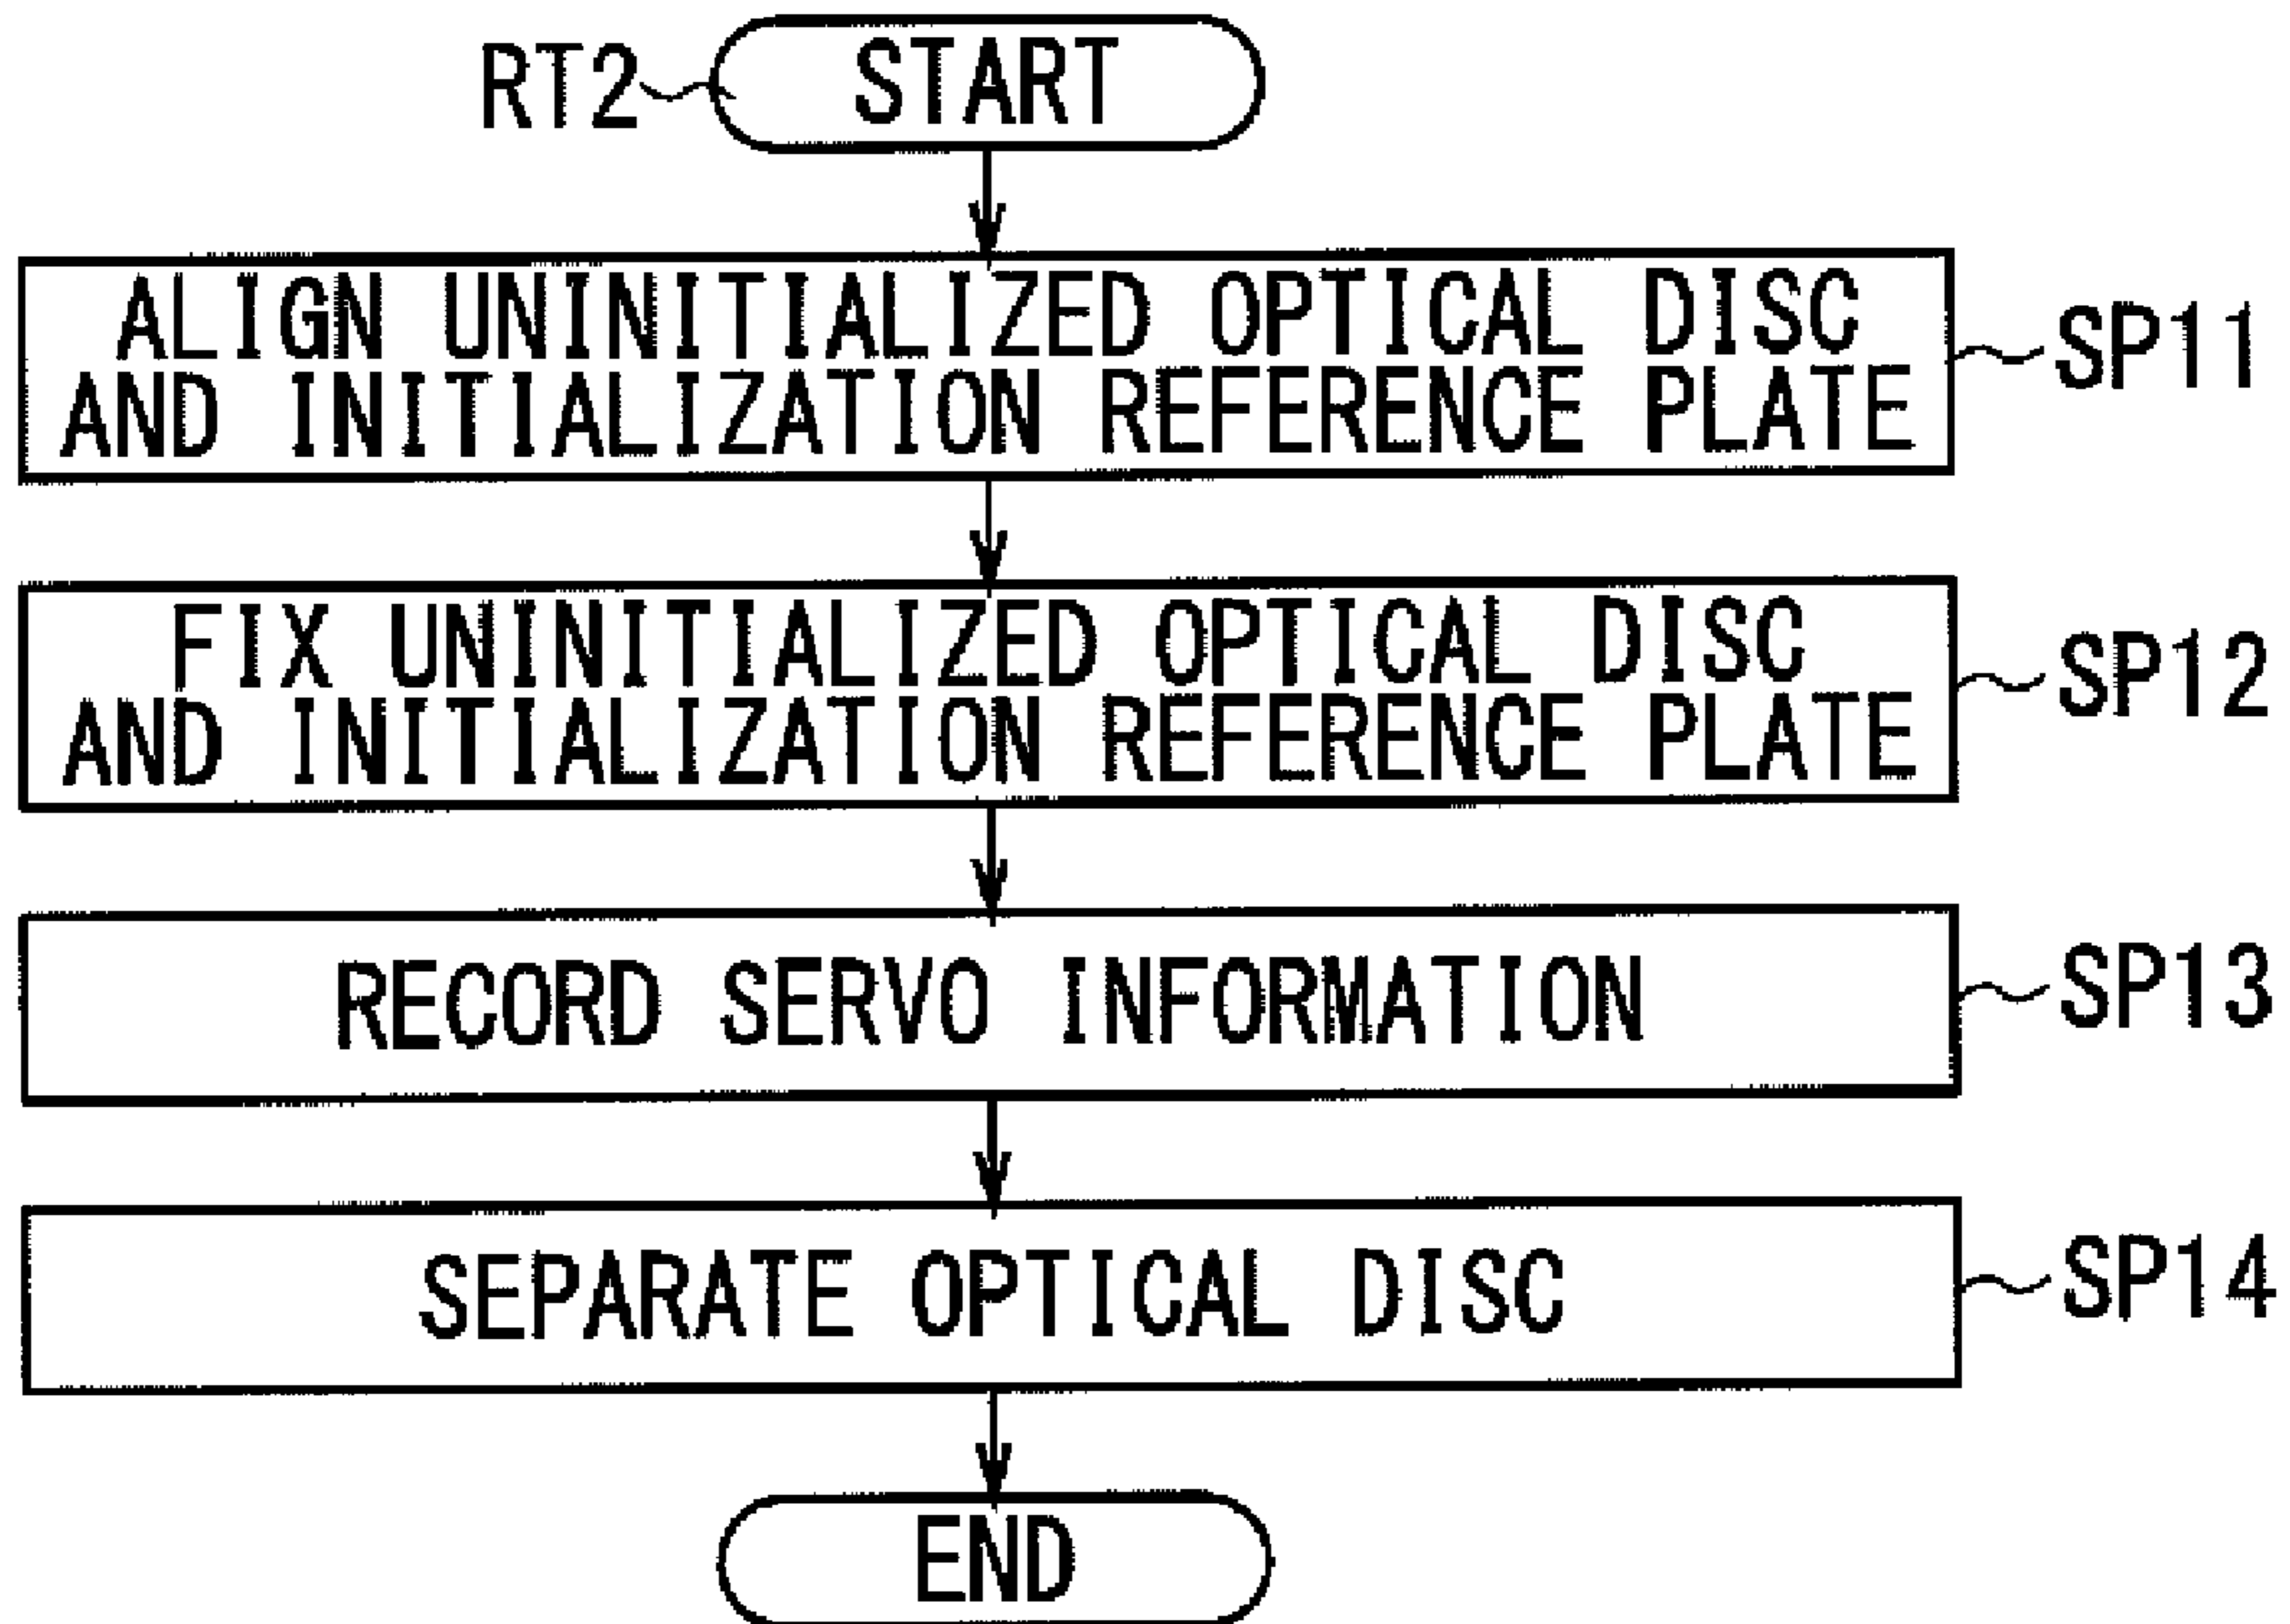 RT2 START
ALIGN UNINITIALIZED OPTICAL DISC
AND INITIALIZATION REFERENCE PLATE
SP11
FIX UNINITIALIZED OPTICAL DISC
AND INITIALIZATION REFERENCE PLATE
SP12
RECORD SERVO INFORMATION
SP13
SEPARATE OPTICAL DISC
SP14
END